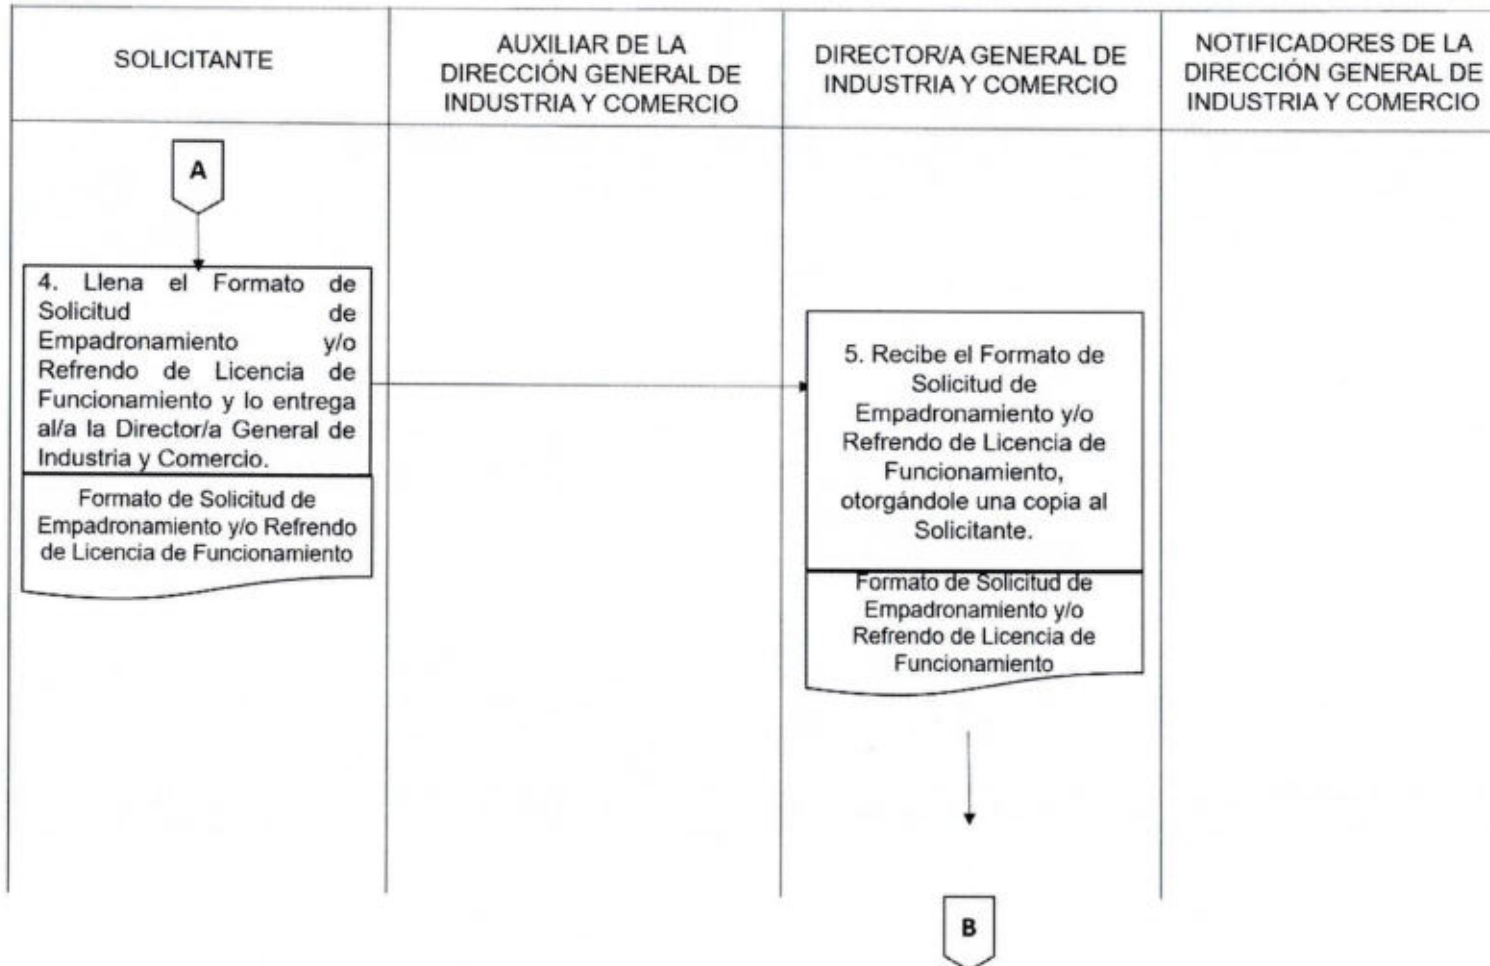 SOLICITANTE
AUXILIAR DE LA
DIRECCIÓN GENERAL DE
INDUSTRIA Y COMERCIO
DIRECTOR/A GENERAL DE
INDUSTRIA Y COMERCIO
NOTIFICADORES DE LA
DIRECCIÓN GENERAL DE
INDUSTRIA Y COMERCIO
A
4. Llena el Formato de
Solicitud de
Empadronamiento y/o
Refrendo de Licencia de
Funcionamiento y lo entrega
al/a la Director/a General de
Industria y Comercio.
Formato de Solicitud de
Empadronamiento y/o Refrendo
de Licencia de Funcionamiento
5. Recibe el Formato de
Solicitud de
Empadronamiento y/o
Refrendo de Licencia de
Funcionamiento,
otorgándole una copia al
Solicitante.
Formato de Solicitud de
Empadronamiento y/o
Refrendo de Licencia de
Funcionamiento
B